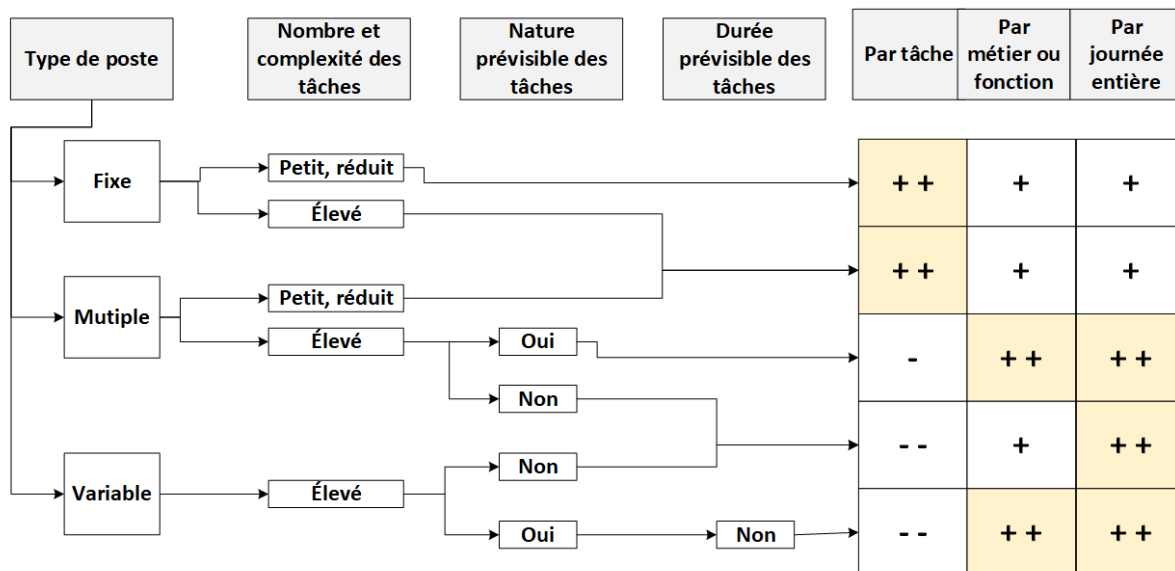 Type de poste
Nombre et
complexité des
tâches
Nature
prévisible des
tâches
Durée
prévisible des
tâches
Par tâche
Par
métier ou
fonction
Par
journée
entière
Fixe
Petit, réduit
+ +
+
+
Élevé
+ +
+
+
Mutiple
Petit, réduit
Élevé
Oui
-
+ +
+ +
Non
- -
+
+ +
Variable
Élevé
Non
Oui
Non
- -
+ +
+ +